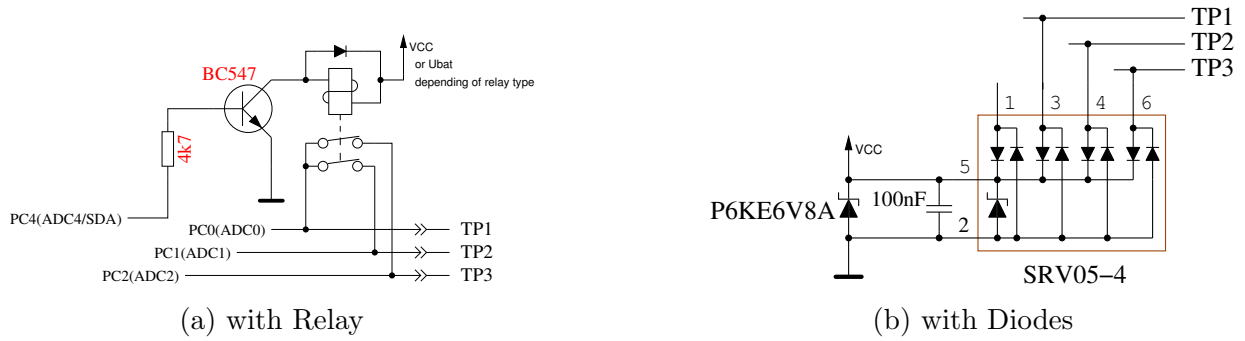 BC547
4k7
VCC
or Ubat
depending of relay type
PC4(ADC4/SDA)
PC0(ADC0)
TP1
PC1(ADC1)
TP2
PC2(ADC2)
TP3
(a) with Relay
TP1
TP2
TP3
1 3 4 6
VCC
5
P6KE6V8A
100nF
2
SRV05-4
(b) with Diodes